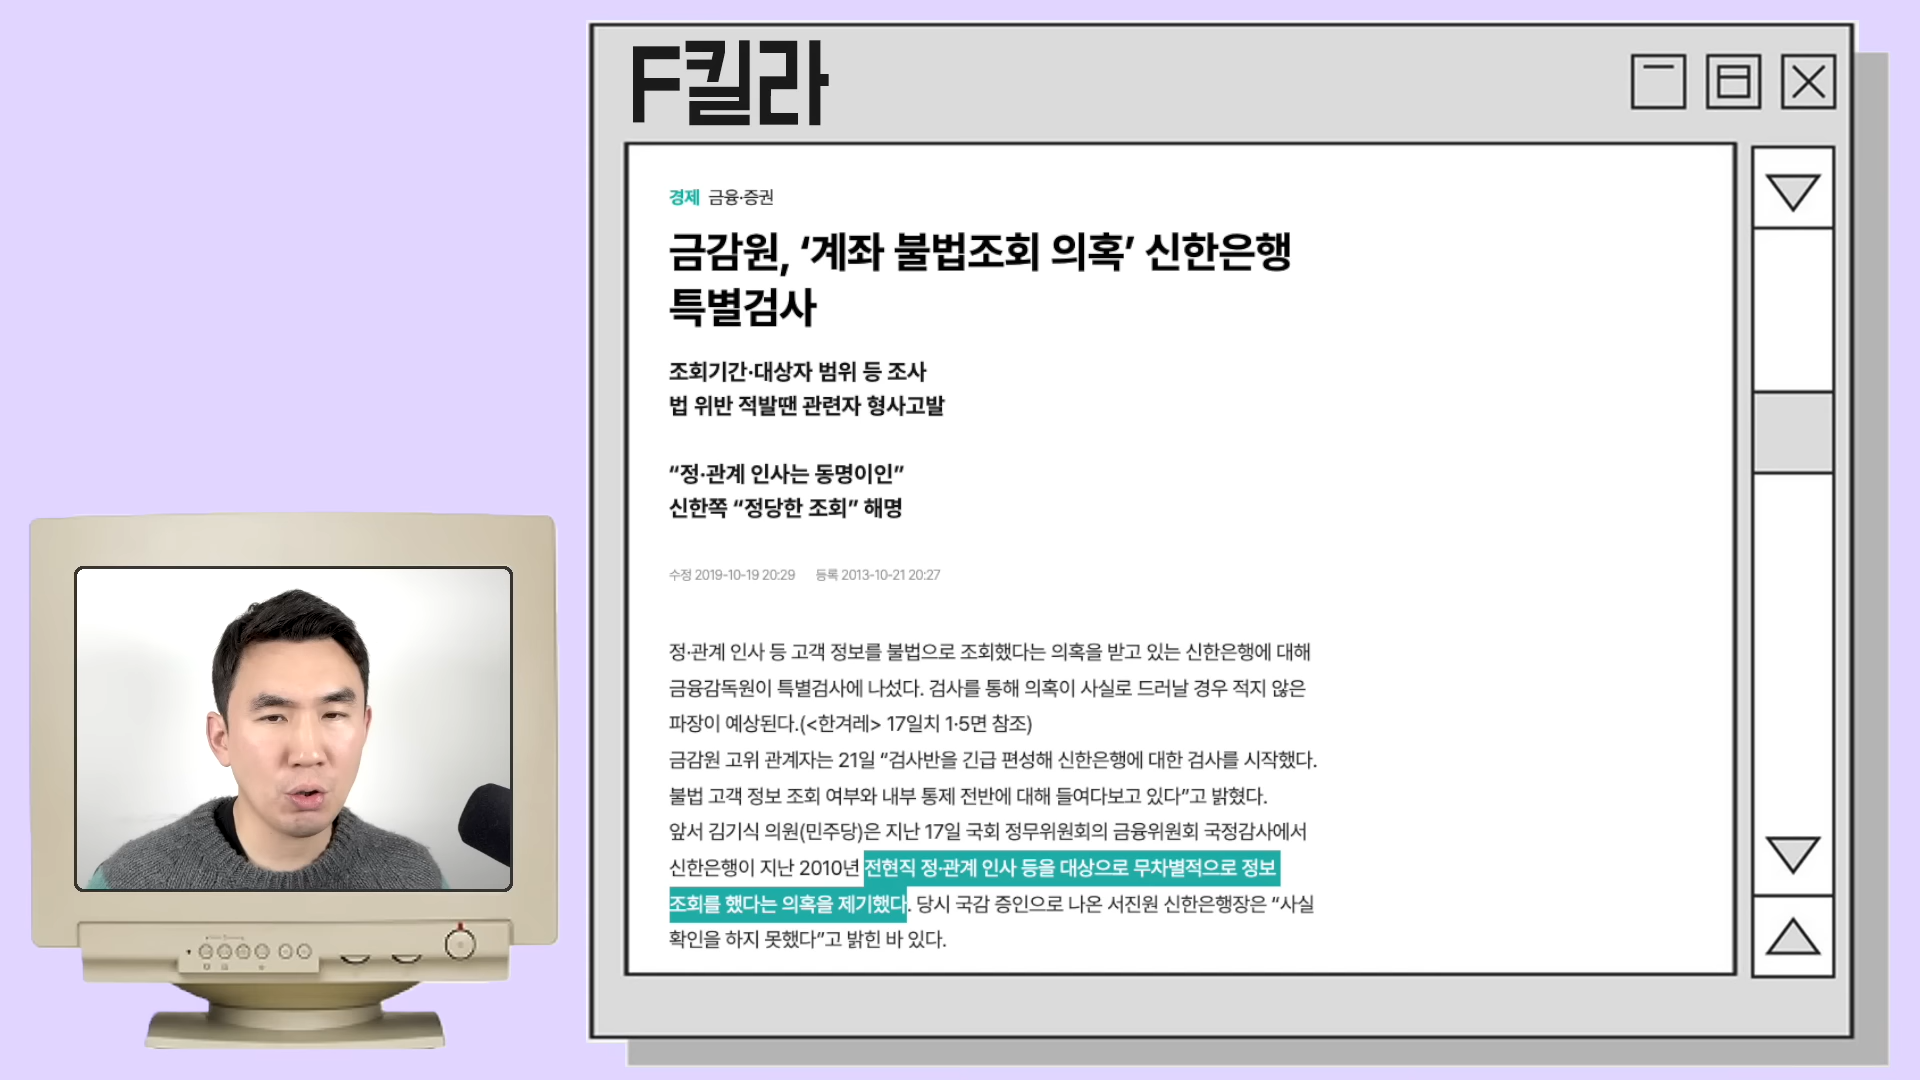 F킬라
경제 금융·증권
금감원, ‘계좌 불법조회 의혹’ 신한은행
특별검사
조회기간·대상자 범위 등 조사
법 위반 적발땐 관련자 형사고발
“정·관계 인사는 동명이인”
신한쪽 “정당한 조회” 해명
수정 2019-10-19 20:29 등록 2013-10-21 20:27
정·관계 인사 등 고객 정보를 불법으로 조회했다는 의혹을 받고 있는 신한은행에 대해
금융감독원이 특별검사에 나섰다. 검사를 통해 의혹이 사실로 드러날 경우 적지 않은
파장이 예상된다.(<한겨레> 17일치 1·5면 참조)
금감원 고위 관계자는 21일 “검사반을 긴급 편성해 신한은행에 대한 검사를 시작했다.
불법 고객 정보 조회 여부와 내부 통제 전반에 대해 들여다보고 있다”고 밝혔다.
앞서 김기식 의원(민주당)은 지난 17일 국회 정무위원회의 금융위원회 국정감사에서
신한은행이 지난 2010년 전현직 정·관계 인사 등을 대상으로 무차별적으로 정보
조회를 했다는 의혹을 제기했다. 당시 국감 증인으로 나온 서진원 신한은행장은 “사실
확인을 하지 못했다”고 밝힌 바 있다.